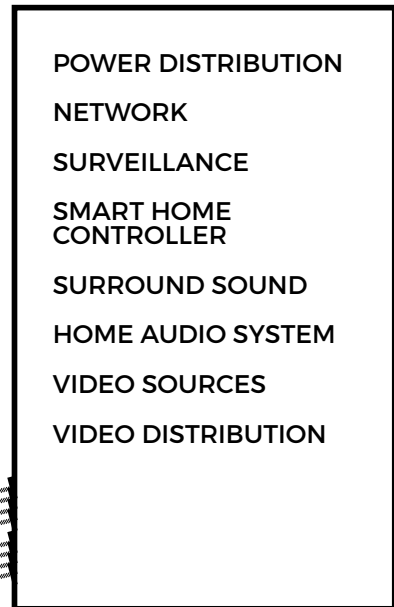 POWER DISTRIBUTION
NETWORK
SURVEILLANCE
SMART HOME
CONTROLLER
SURROUND SOUND
HOME AUDIO SYSTEM
VIDEO SOURCES
VIDEO DISTRIBUTION